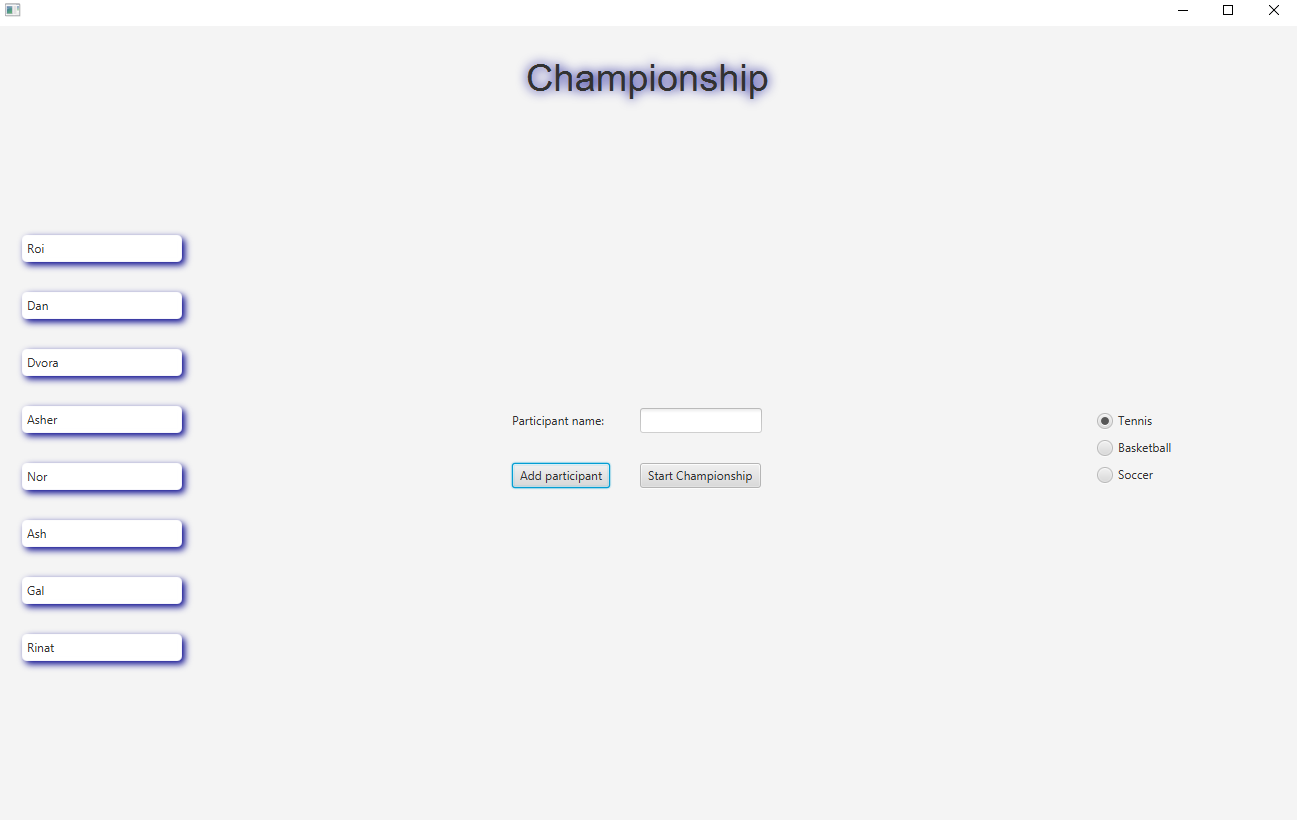 Championship
Roi
Dan
Dvora
Asher
Nor
Ash
Gal
Rinat
Participant name:
Add participant
Start Championship
Tennis
Basketball
Soccer